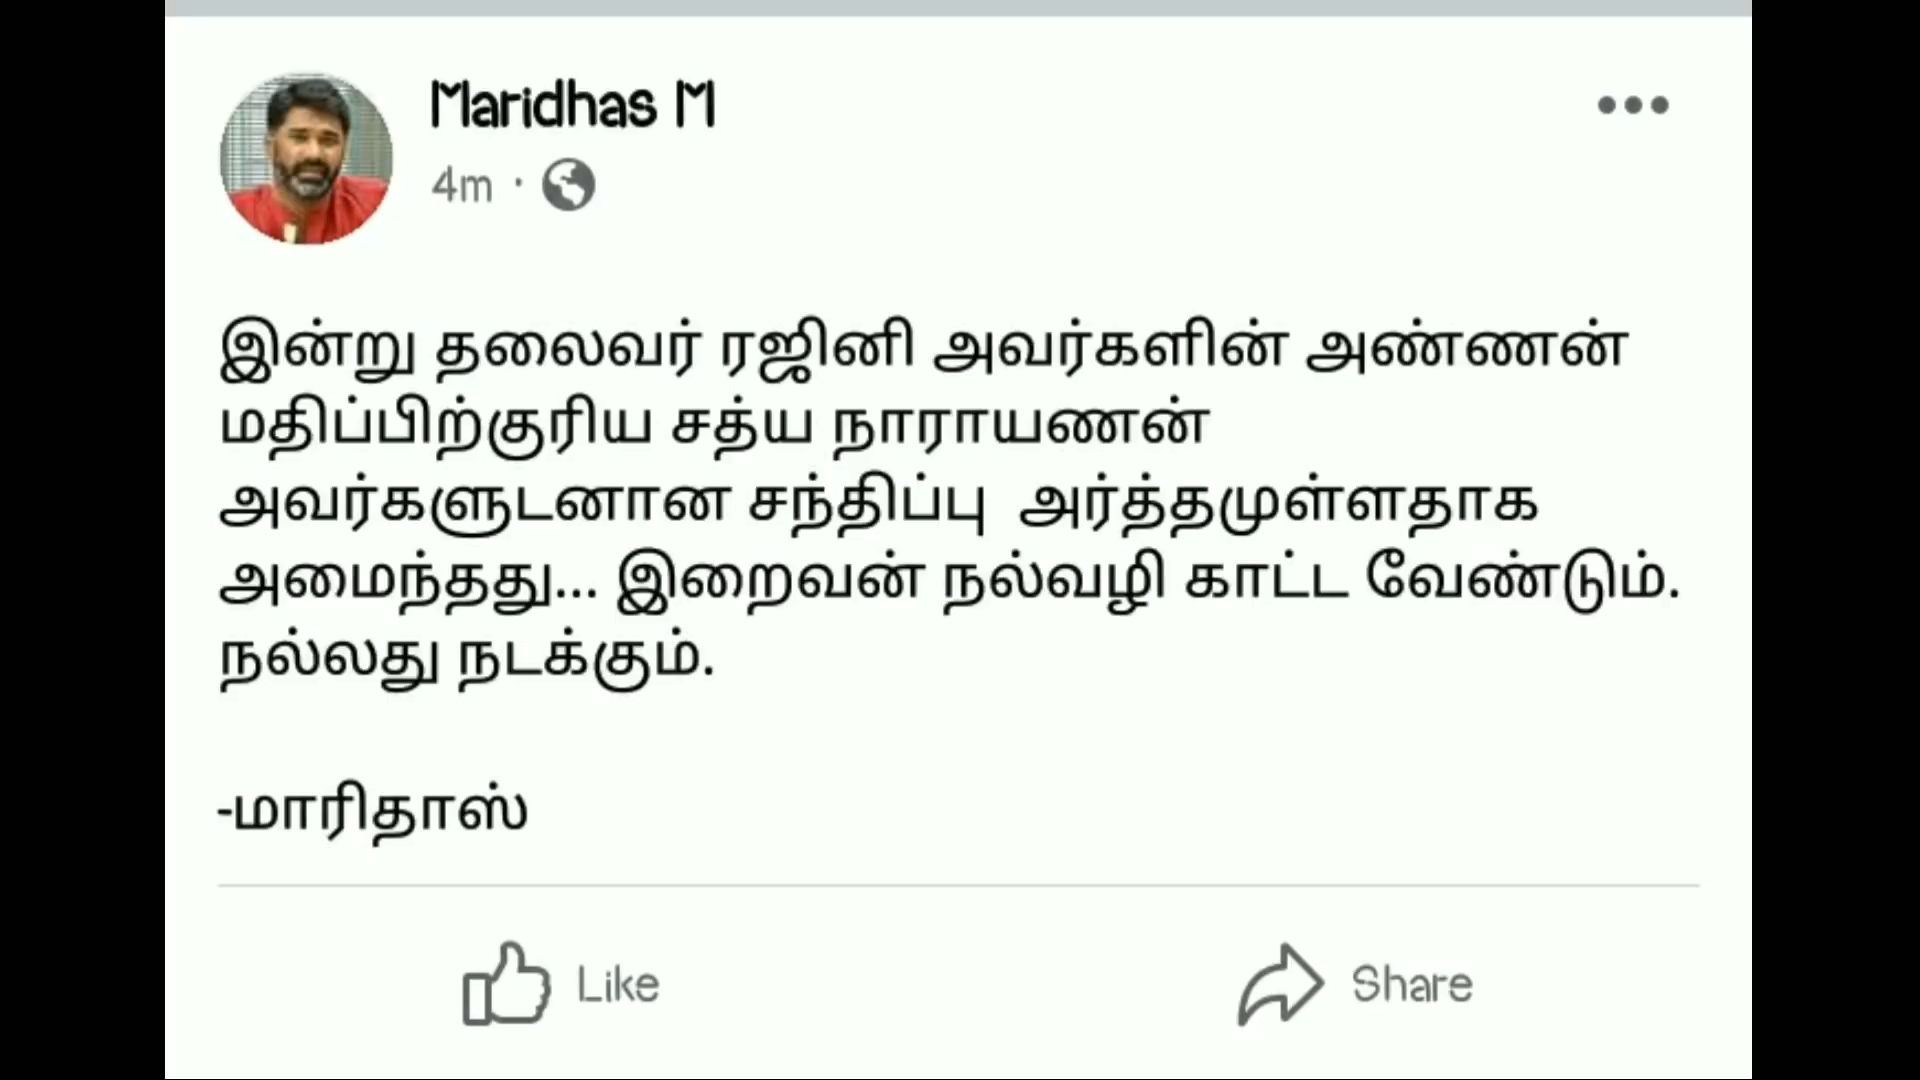 Maridhas M
4m ·
இன்று தலைவர் ரஜினி அவர்களின் அண்ணன்
மதிப்பிற்குரிய சத்ய நாராயணன்
அவர்களுடனான சந்திப்பு  அர்த்தமுள்ளதாக
அமைந்தது... இறைவன் நல்வழி காட்ட வேண்டும்.
நல்லது நடக்கும்.
-மாரிதாஸ்
Like Share